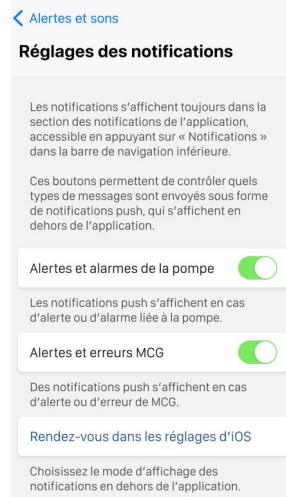 Alertes et sons
Réglages des notifications
Les notifications s'affichent toujours dans la
section des notifications de l'application,
accessible en appuyant sur « Notifications »
dans la barre de navigation inférieure.
Ces boutons permettent de contrôler quels
types de messages sont envoyés sous forme
de notifications push, qui s'affichent en
dehors de l'application.
Alertes et alarmes de la pompe
Les notifications push s'affichent en cas
d'alerte ou d'alarme liée à la pompe.
Alertes et erreurs MCG
Des notifications push s'affichent en cas
d'alerte ou d'erreur de MCG.
Rendez-vous dans les réglages d'iOS
Choisissez le mode d'affichage des
notifications en dehors de l'application.